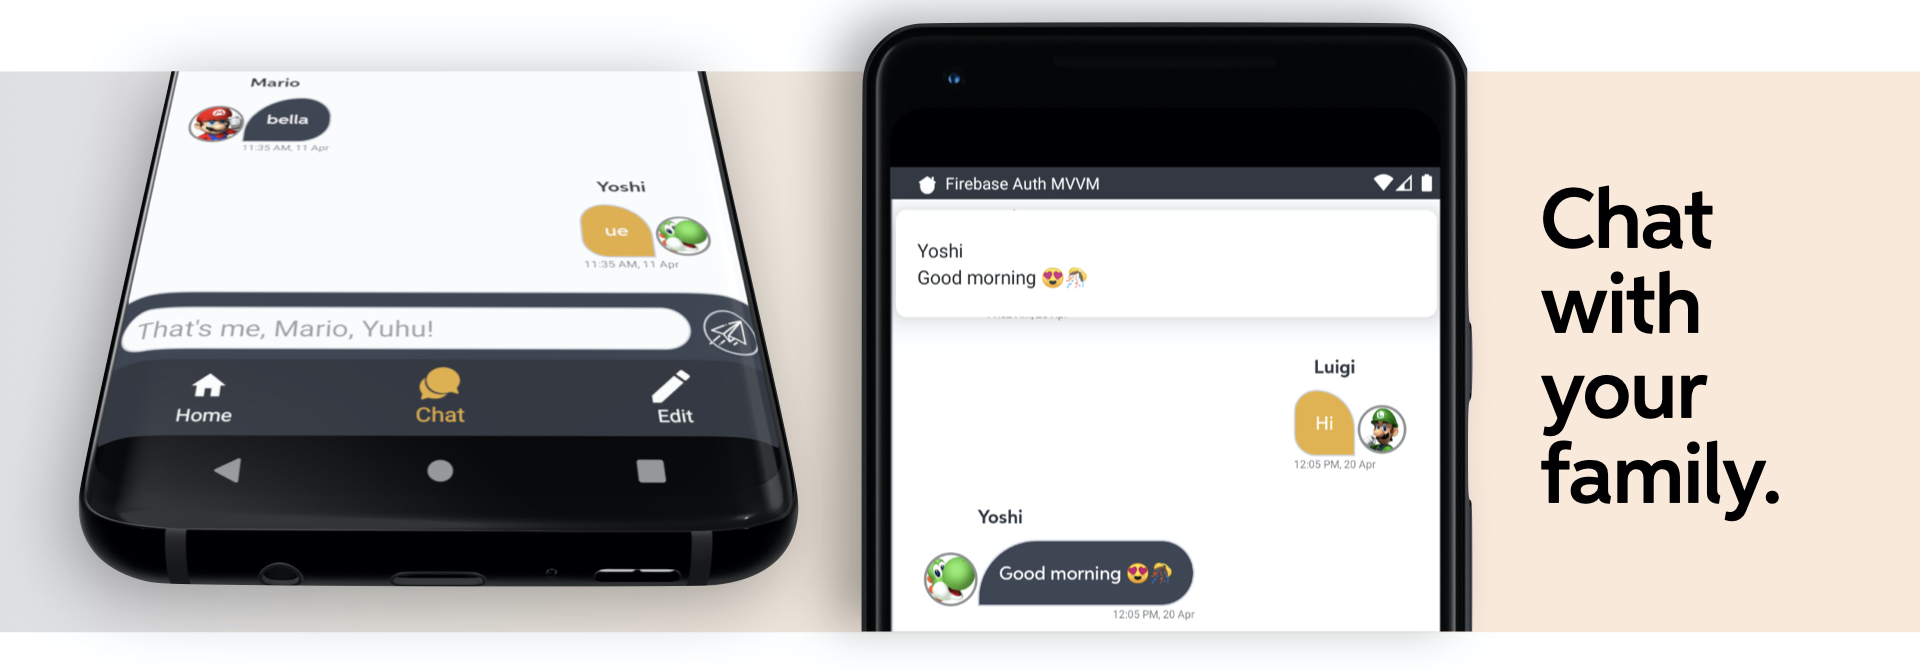 Mario
bella
11:35 AM, 11 Apr
Yoshi
ue
11:35 AM, 11 Apr
That's me, Mario, Yuhu!
Home
Chat
Edit
Firebase Auth MVVM
Yoshi
Good morning 😍🎊
Luigi
Hi
12:05 PM, 20 Apr
Yoshi
Good morning 😍🎊
12:05 PM, 20 Apr
Chat
with
your
family.